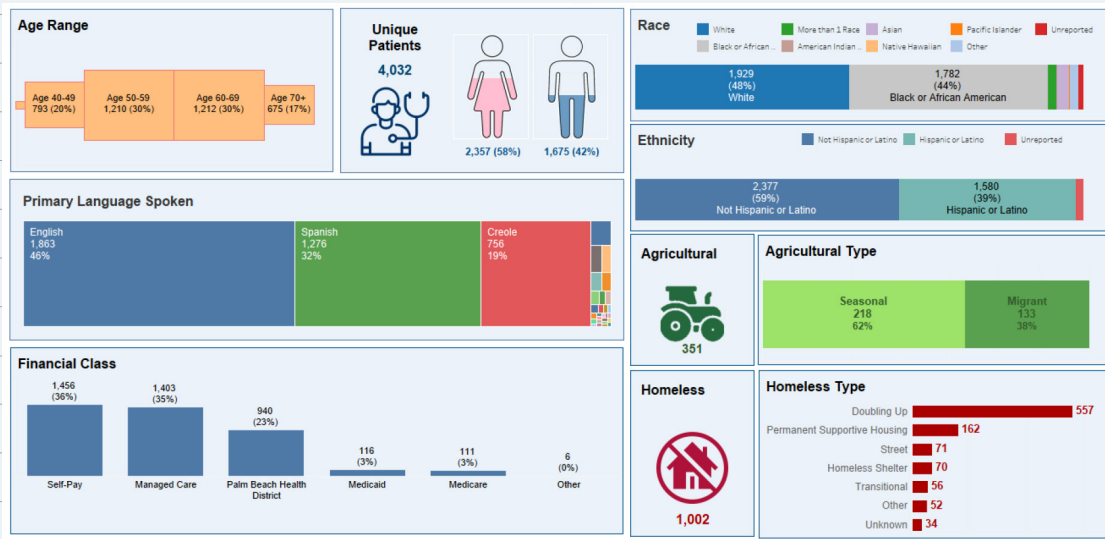 Age Range
Age 40-49
793 (20%)
Age 50-59
1,210 (30%)
Age 60-69
1,212 (30%)
Age 70+
675 (17%)
Unique
Patients
4,032
2,357 (58%)
1,675 (42%)
Race
White
More than 1 Race
Asian
Pacific Islander
Unreported
Black or African ..
American Indian ..
Native Hawaiian
Other
1,929
(48%)
White
1,782
(44%)
Black or African American
Ethnicity
Not Hispanic or Latino
Hispanic or Latino
Unreported
2,377
(59%)
Not Hispanic or Latino
1,580
(39%)
Hispanic or Latino
Primary Language Spoken
English
1,863
46%
Spanish
1,276
32%
Creole
756
19%
Agricultural
351
Agricultural Type
Seasonal
218
62%
Migrant
133
38%
Financial Class
1,456
(36%)
Self-Pay
1,403
(35%)
Managed Care
940
(23%)
Palm Beach Health
District
116
(3%)
Medicaid
111
(3%)
Medicare
6
(0%)
Other
Homeless
1,002
Homeless Type
Doubling Up 557
Permanent Supportive Housing 162
Street 71
Homeless Shelter 70
Transitional 56
Other 52
Unknown 34